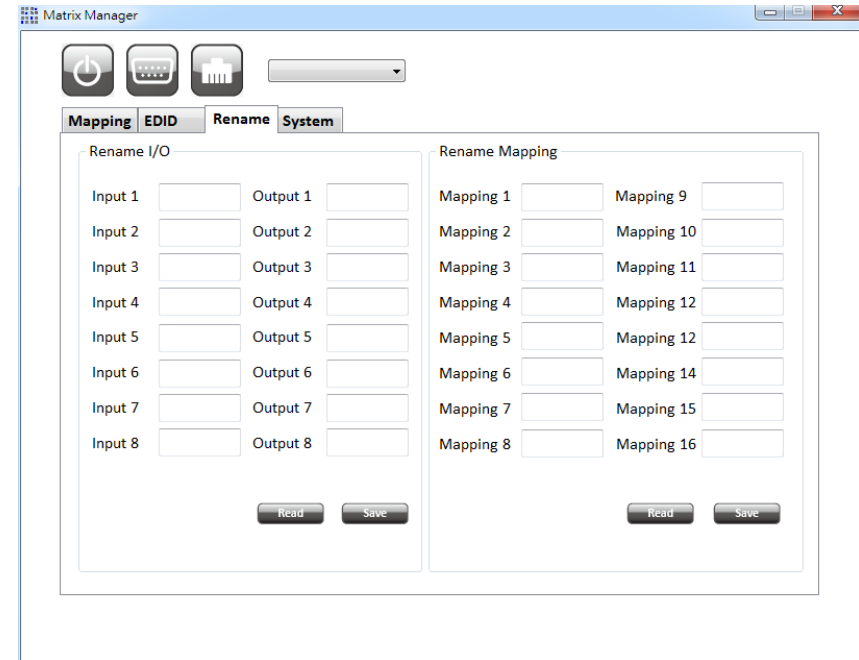 Matrix Manager
Mapping EDID Rename System
Rename I/O
Input 1 Output 1
Input 2 Output 2
Input 3 Output 3
Input 4 Output 4
Input 5 Output 5
Input 6 Output 6
Input 7 Output 7
Input 8 Output 8
Read Save
Rename Mapping
Mapping 1 Mapping 9
Mapping 2 Mapping 10
Mapping 3 Mapping 11
Mapping 4 Mapping 12
Mapping 5 Mapping 12
Mapping 6 Mapping 14
Mapping 7 Mapping 15
Mapping 8 Mapping 16
Read Save